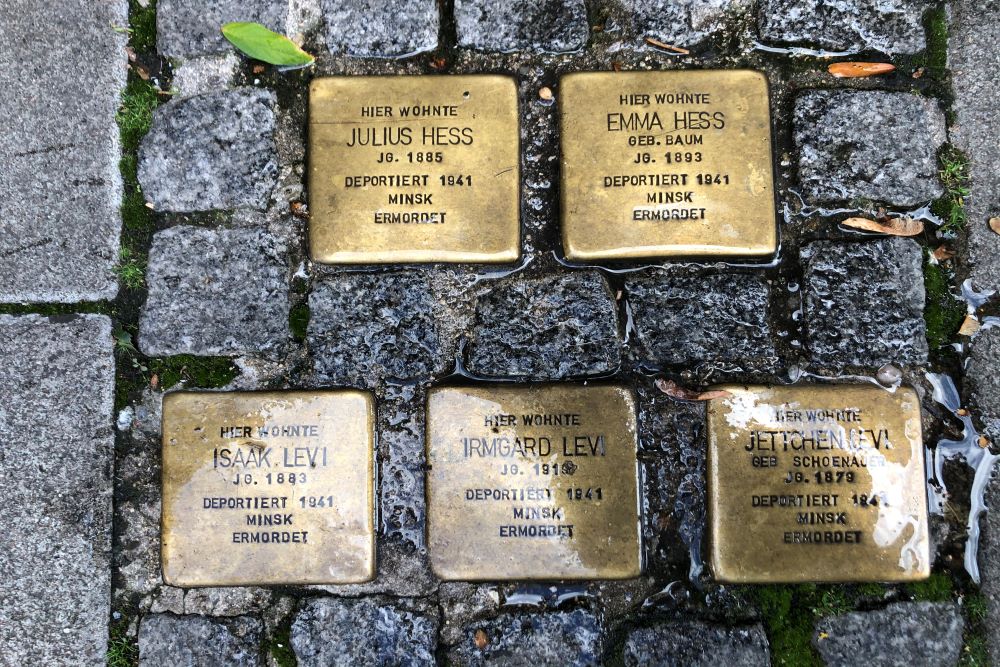 HIER WOHNTE
JULIUS HESS
JG. 1885
DEPORTIERT 1941
MINSK
ERMORDET
HIER WOHNTE
EMMA HESS
GEB. BAUM
JG. 1893
DEPORTIERT 1941
MINSK
ERMORDET
HIER WOHNTE
ISAAK LEVI
JG. 1883
DEPORTIERT 1941
MINSK
ERMORDET
HIER WOHNTE
IRMGARD LEVI
JG.
DEPORTIERT 1941
MINSK
ERMORDET
HIER WOHNTE
JETTCHEN LEVI
GEB SCHOENAUER
JG. 1879
DEPORTIERT 1941
MINSK
ERMORDET